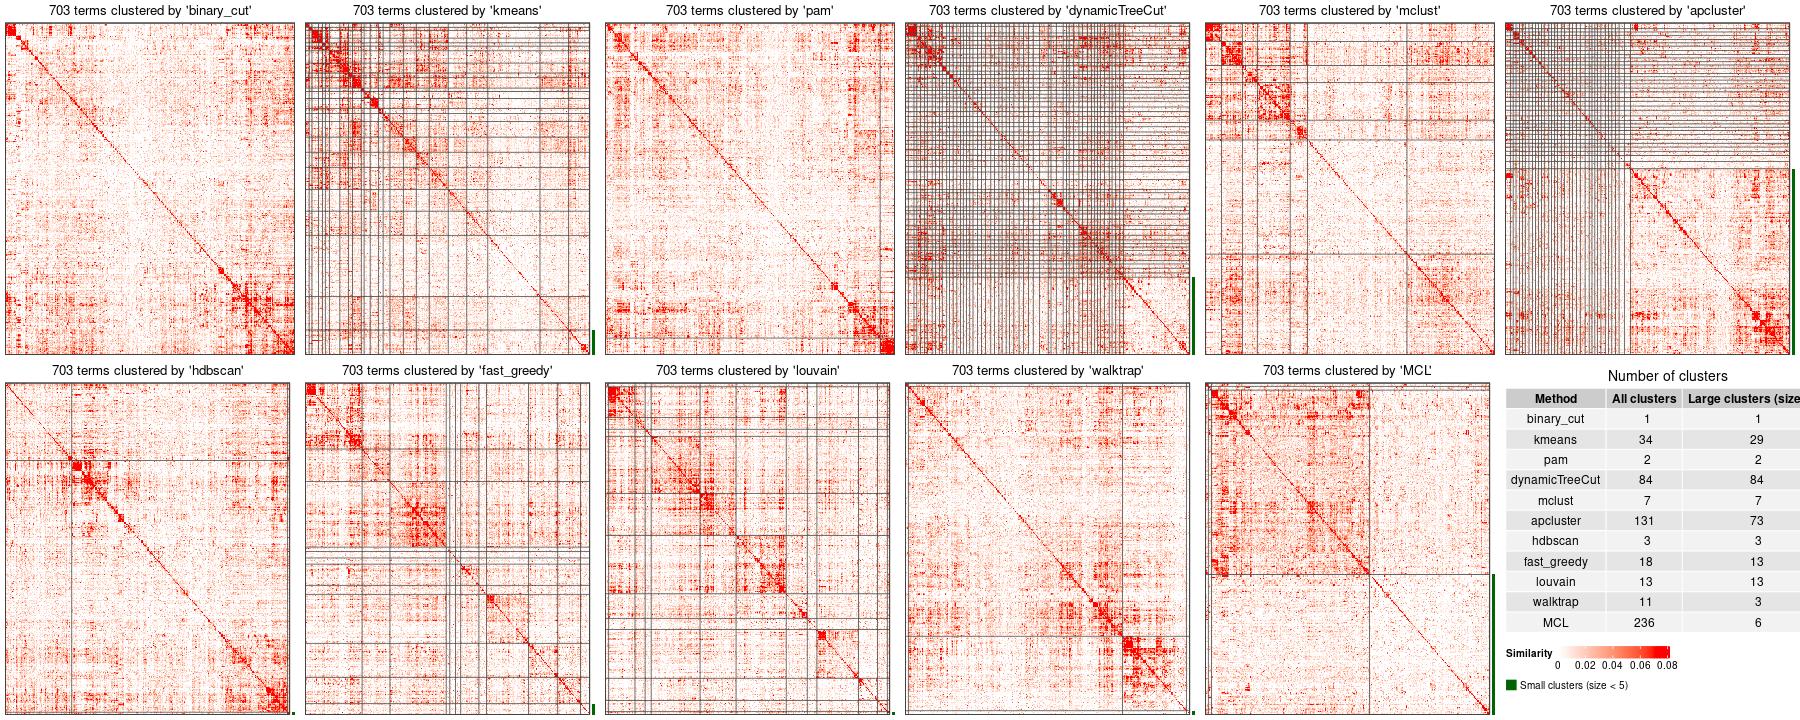 703 terms clustered by 'binary_cut'
703 terms clustered by 'kmeans'
703 terms clustered by 'pam'
703 terms clustered by 'dynamicTreeCut'
703 terms clustered by 'mclust'
703 terms clustered by 'apcluster'
703 terms clustered by 'hdbscan'
703 terms clustered by 'fast_greedy'
703 terms clustered by 'louvain'
703 terms clustered by 'walktrap'
703 terms clustered by 'MCL'
Number of clusters
Method All clusters Large clusters (size
binary_cut 1 1
kmeans 34 29
pam 2 2
dynamicTreeCut 84 84
mclust 7 7
apcluster 131 73
hdbscan 3 3
fast_greedy 18 13
louvain 13 13
walktrap 11 3
MCL 236 6
Similarity
0 0.02 0.04 0.06 0.08
Small clusters (size < 5)